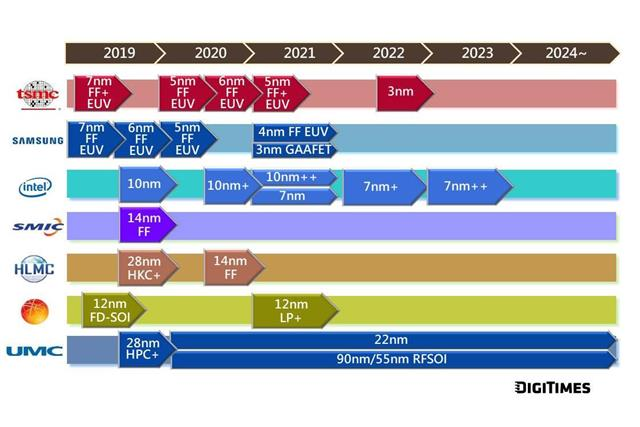 2019 2020 2021 2022 2023 2024~
tsmc
7nm
FF+
EUV
5nm
FF
EUV
6nm
FF
EUV
5nm
FF+
EUV
3nm
SAMSUNG
7nm
FF
EUV
6nm
FF
EUV
5nm
FF
EUV
4nm FF EUV
3nm GAAFET
intel
10nm
10nm+
10nm++
7nm
7nm+
7nm++
SMIC
14nm
FF
HLMC
28nm
HKC+
14nm
FF
12nm
FD-SOI
12nm
LP+
UMC
28nm
HPC+
22nm
90nm/55nm RFSOI
DIGITIMES